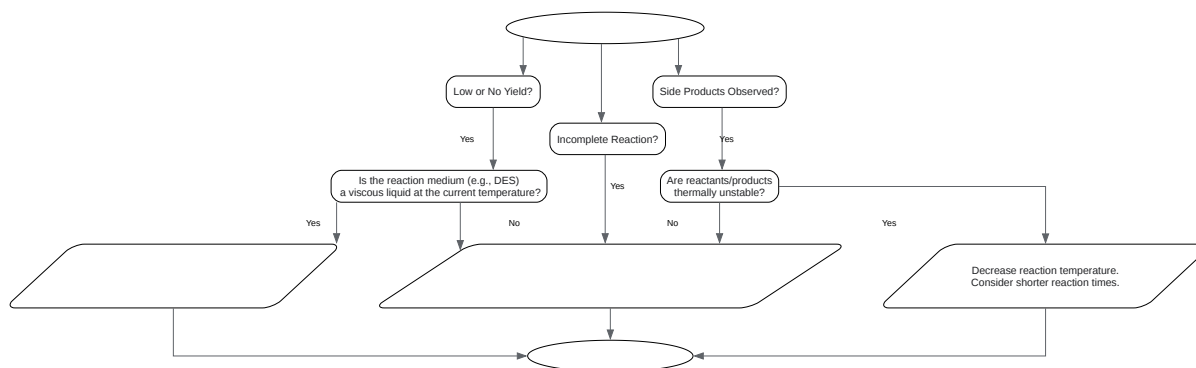 Low or No Yield?
Side Products Observed?
Yes
Incomplete Reaction?
Yes
Is the reaction medium (e.g., DES)
a viscous liquid at the current temperature?
Yes
Are reactants/products
thermally unstable?
Yes
No
No
Yes
Decrease reaction temperature.
Consider shorter reaction times.